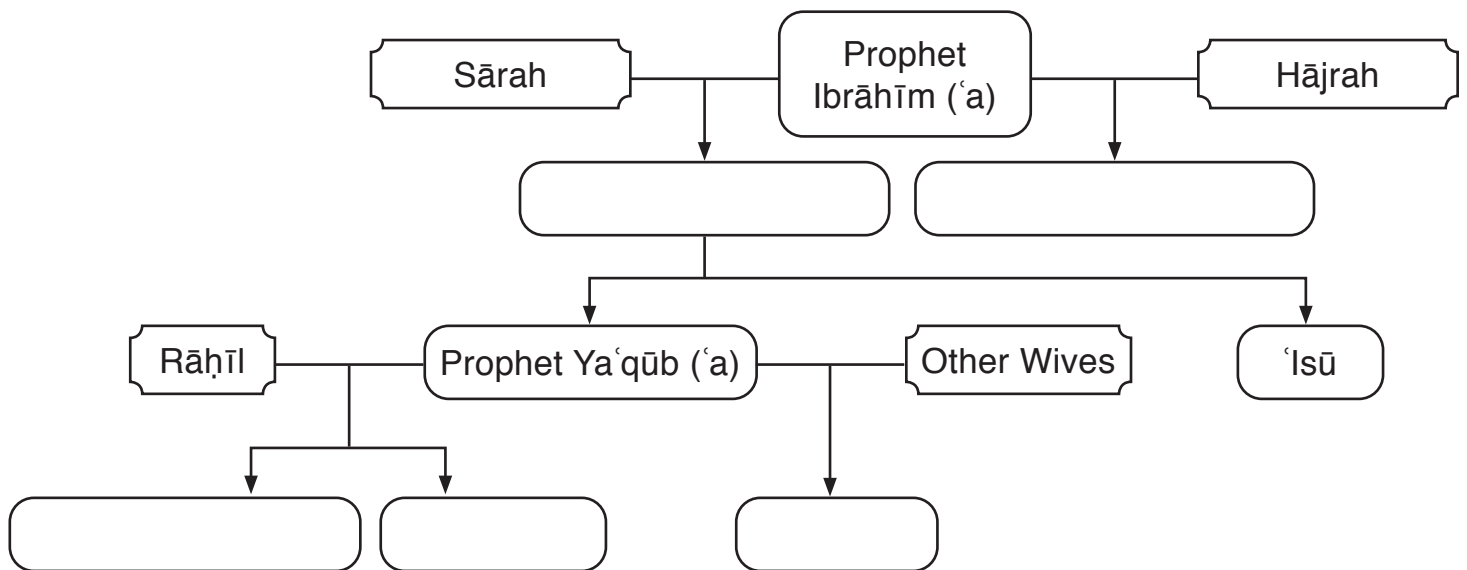 Sārah
Prophet
Ibrāhīm (ʿa)
Hājrah
Rāḥīl
Prophet Yaʿqūb (ʿa)
Other Wives
ʿIsū